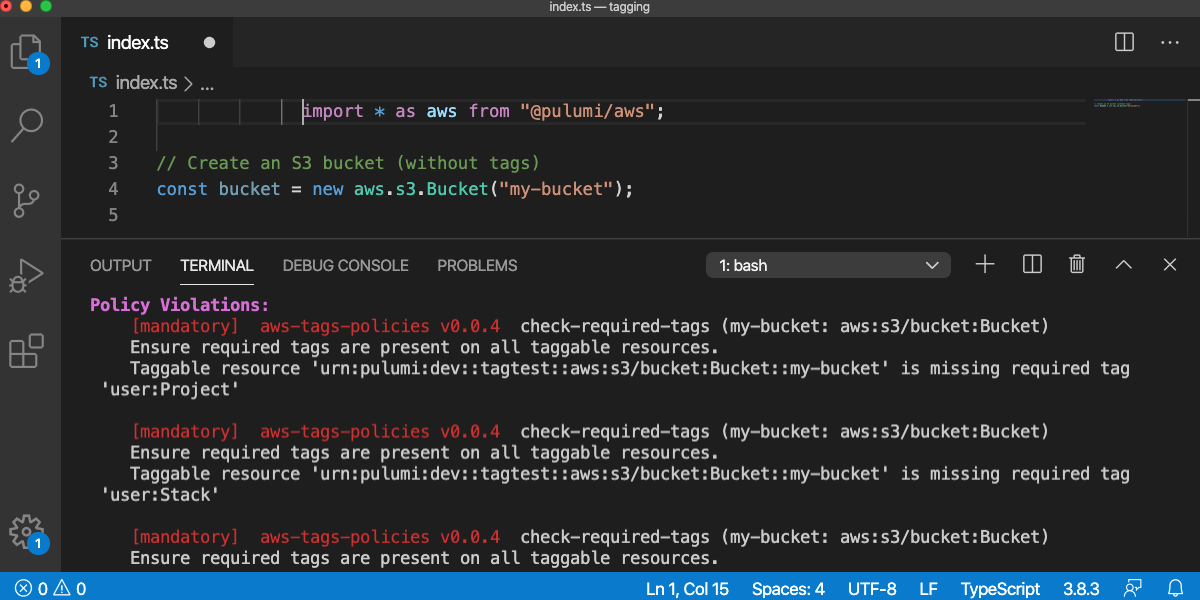 index.ts — tagging
1
TS index.ts
TS index.ts > ...
1 import * as aws from "@pulumi/aws";
2
3 // Create an S3 bucket (without tags)
4 const bucket = new aws.s3.Bucket("my-bucket");
5
OUTPUT TERMINAL DEBUG CONSOLE PROBLEMS 1: bash
Policy Violations:
[mandatory] aws-tags-policies v0.0.4 check-required-tags (my-bucket: aws:s3/bucket:Bucket)
Ensure required tags are present on all taggable resources.
Taggable resource 'urn:pulumi:dev::tagtest::aws:s3/bucket:Bucket::my-bucket' is missing required tag
'user:Project'
[mandatory] aws-tags-policies v0.0.4 check-required-tags (my-bucket: aws:s3/bucket:Bucket)
Ensure required tags are present on all taggable resources.
Taggable resource 'urn:pulumi:dev::tagtest::aws:s3/bucket:Bucket::my-bucket' is missing required tag
'user:Stack'
[mandatory] aws-tags-policies v0.0.4 check-required-tags (my-bucket: aws:s3/bucket:Bucket)
Ensure required tags are present on all taggable resources.
1
0 0 Ln 1, Col 15 Spaces: 4 UTF-8 LF TypeScript 3.8.3